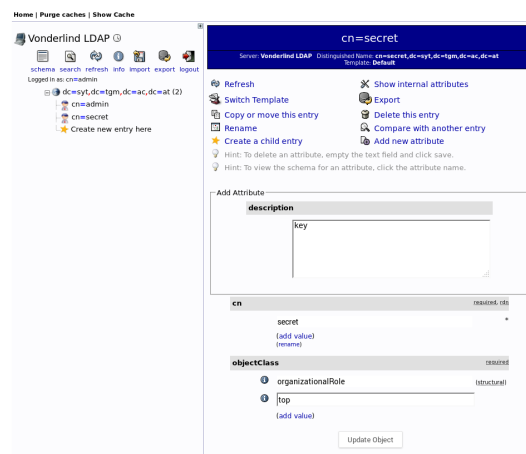 Home | Purge caches | Show Cache
Vonderlind LDAP
schema search refresh info import export logout
Logged in as: cn=admin
dc=syt,dc=tgm,dc=ac,dc=at (2)
cn=admin
cn=secret
Create new entry here
cn=secret
Server: Vonderlind LDAP Distinguished Name: cn=secret,dc=syt,dc=tgm,dc=ac,dc=at
Template: Default
Refresh
Show internal attributes
Switch Template
Export
Copy or move this entry
Delete this entry
Rename
Compare with another entry
Create a child entry
Add new attribute
Hint: To delete an attribute, empty the text field and click save.
Hint: To view the schema for an attribute, click the attribute name.
Add Attribute
description
key
cn
required, rdn
secret
*
(add value)
(rename)
objectClass
required
organizationalRole
(structural)
top
(add value)
Update Object